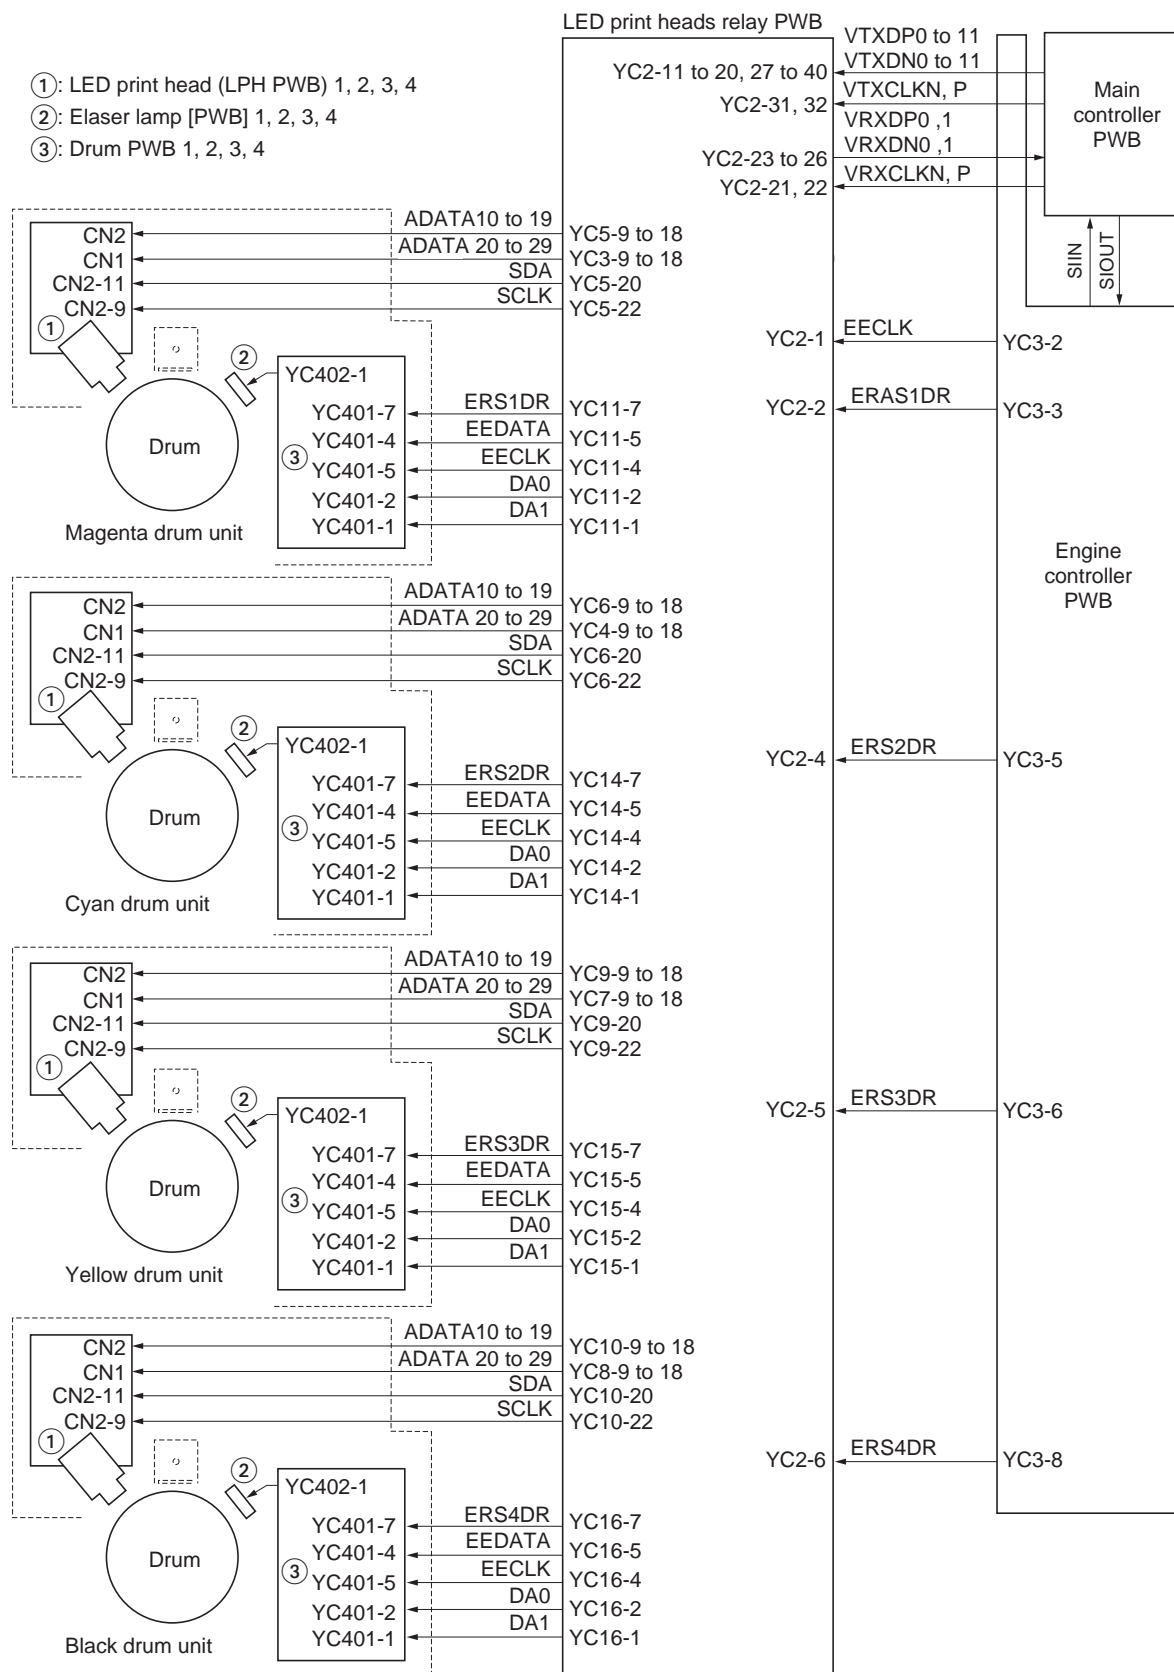 LED print heads relay PWB
1: LED print head (LPH PWB) 1, 2, 3, 4
2: Elaser lamp [PWB] 1, 2, 3, 4
3: Drum PWB 1, 2, 3, 4
VTXDP0 to 11
VTXDN0 to 11
YC2-11 to 20, 27 to 40
VTXCLKN, P
YC2-31, 32
VRXDP0 ,1
VRXDN0 ,1
YC2-23 to 26
VRXCLKN, P
YC2-21, 22
Main
controller
PWB
SIIN
SIOUT
CN2
ADATA10 to 19
YC5-9 to 18
CN1
ADATA 20 to 29
YC3-9 to 18
CN2-11
SDA
YC5-20
CN2-9
SCLK
YC5-22
1
2
YC402-1
YC401-7
ERS1DR
YC11-7
YC401-4
EEDATA
YC11-5
3
YC401-5
EECLK
YC11-4
YC401-2
DA0
YC11-2
YC401-1
DA1
YC11-1
Drum
Magenta drum unit
YC2-1
EECLK
YC3-2
YC2-2
ERAS1DR
YC3-3
Engine
controller
PWB
CN2
ADATA10 to 19
YC6-9 to 18
CN1
ADATA 20 to 29
YC4-9 to 18
CN2-11
SDA
YC6-20
CN2-9
SCLK
YC6-22
1
2
YC402-1
YC401-7
ERS2DR
YC14-7
YC401-4
EEDATA
YC14-5
3
YC401-5
EECLK
YC14-4
YC401-2
DA0
YC14-2
YC401-1
DA1
YC14-1
Drum
Cyan drum unit
YC2-4
ERS2DR
YC3-5
CN2
ADATA10 to 19
YC9-9 to 18
CN1
ADATA 20 to 29
YC7-9 to 18
CN2-11
SDA
YC9-20
CN2-9
SCLK
YC9-22
1
2
YC402-1
YC401-7
ERS3DR
YC15-7
YC401-4
EEDATA
YC15-5
3
YC401-5
EECLK
YC15-4
YC401-2
DA0
YC15-2
YC401-1
DA1
YC15-1
Drum
Yellow drum unit
YC2-5
ERS3DR
YC3-6
CN2
ADATA10 to 19
YC10-9 to 18
CN1
ADATA 20 to 29
YC8-9 to 18
CN2-11
SDA
YC10-20
CN2-9
SCLK
YC10-22
1
2
YC402-1
YC401-7
ERS4DR
YC16-7
YC401-4
EEDATA
YC16-5
3
YC401-5
EECLK
YC16-4
YC401-2
DA0
YC16-2
YC401-1
DA1
YC16-1
Drum
Black drum unit
YC2-6
ERS4DR
YC3-8